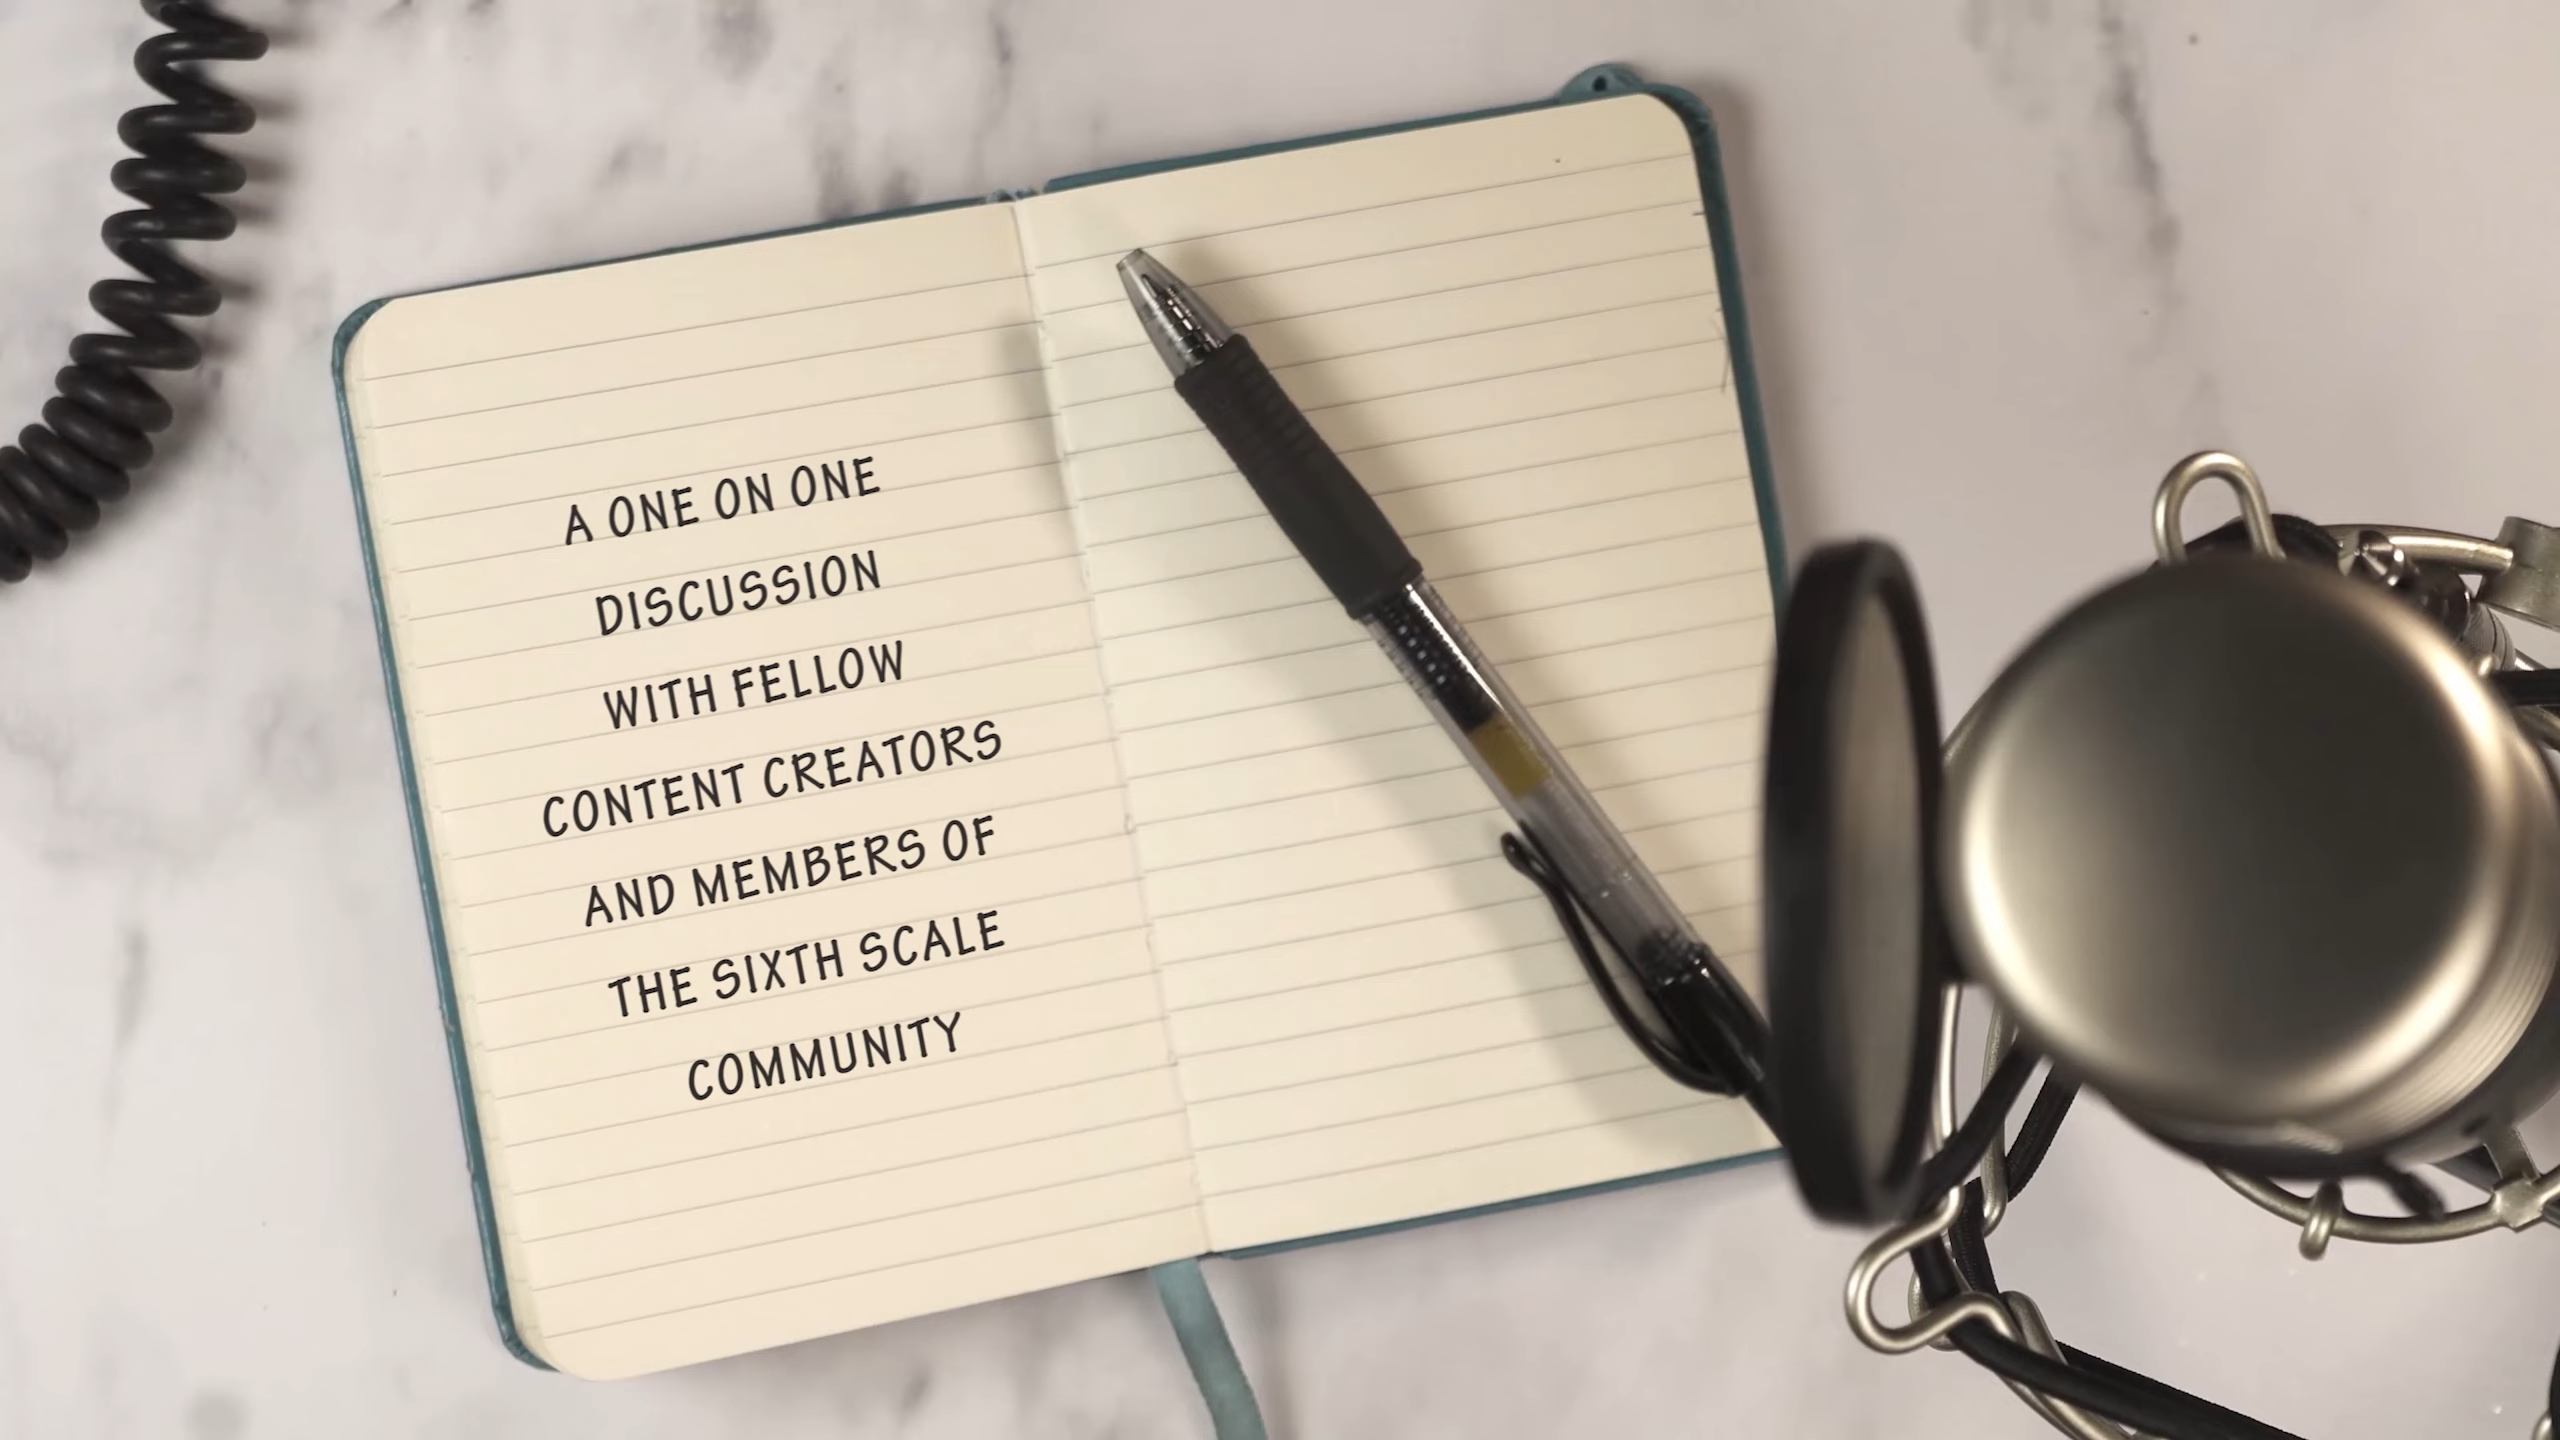 A ONE ON ONE
DISCUSSION
WITH FELLOW
CONTENT CREATORS
AND MEMBERS OF
THE SIXTH SCALE
COMMUNITY